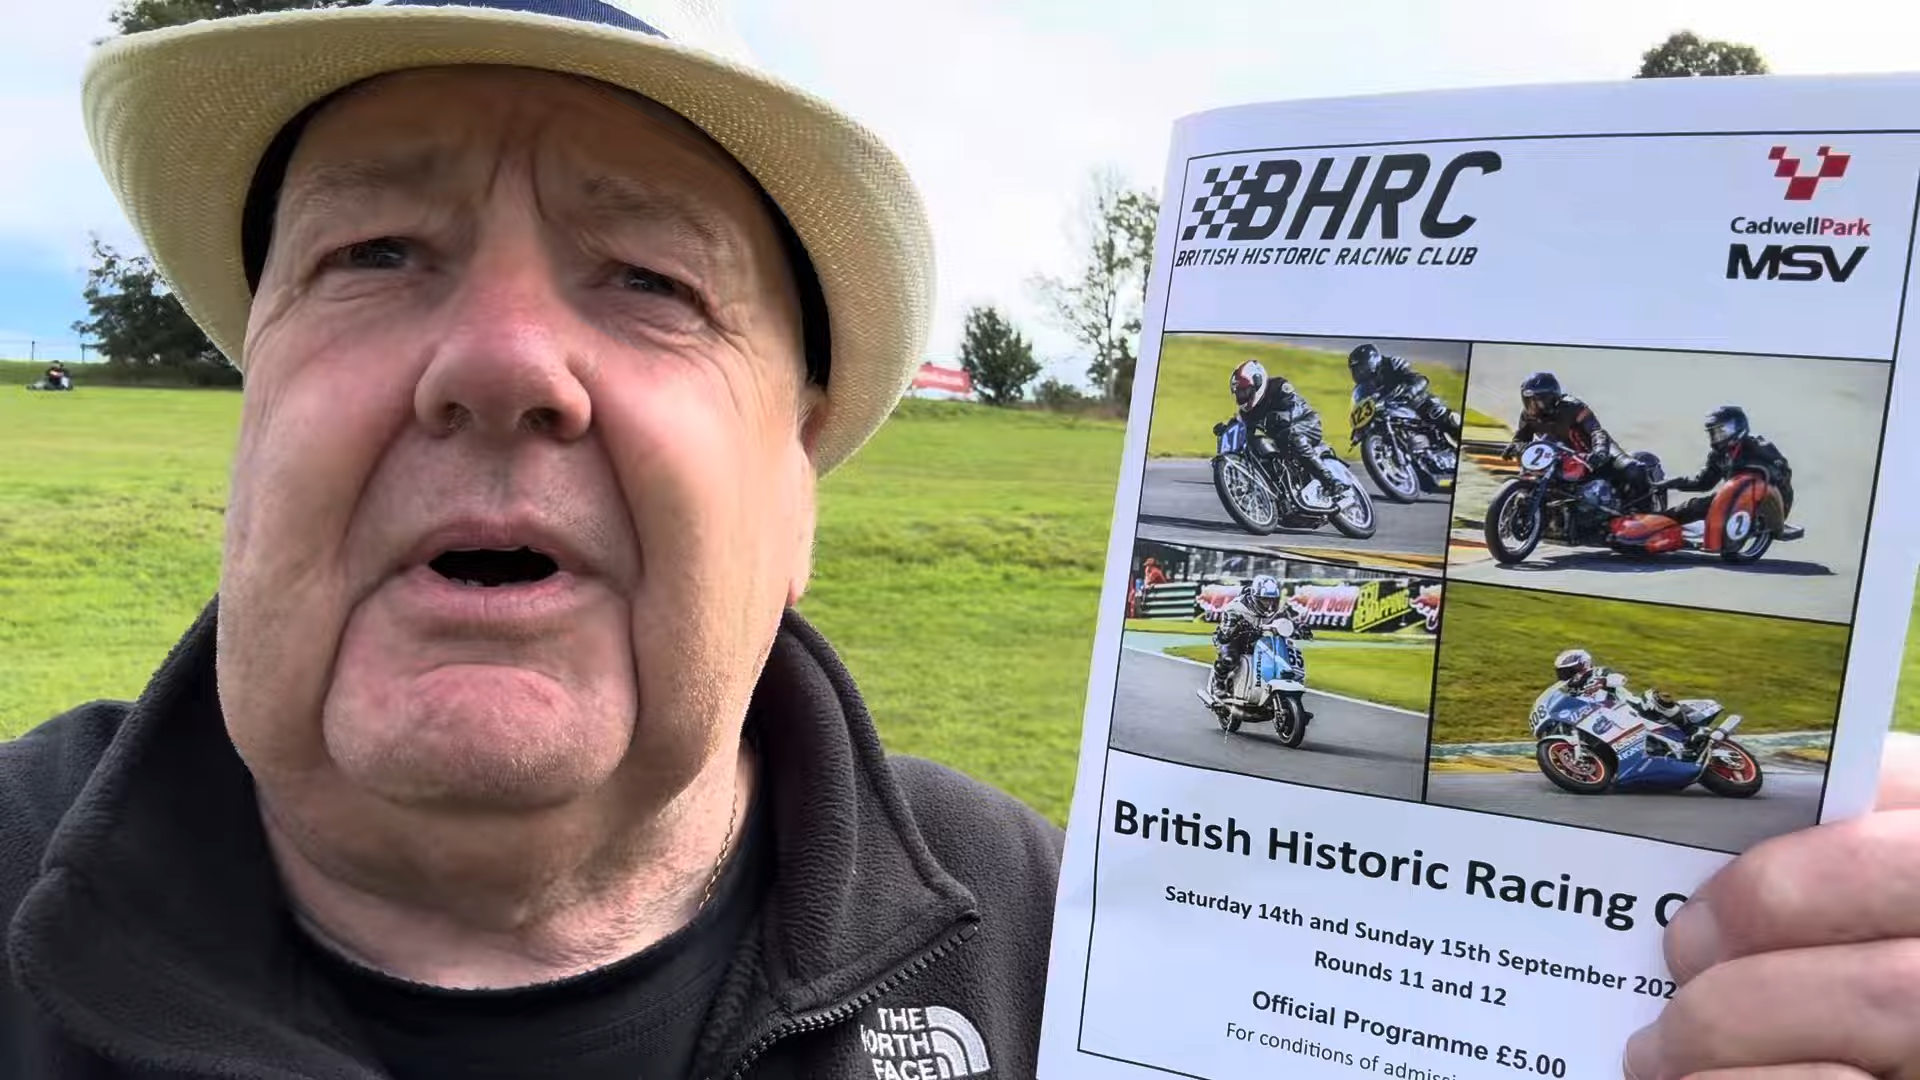 BHRC
BRITISH HISTORIC RACING CLUB
CadwellPark
MSV
British Historic Racing
Saturday 14th and Sunday 15th September 202
Rounds 11 and 12
Official Programme £5.00
For conditions of
THE
NORTH
FACE